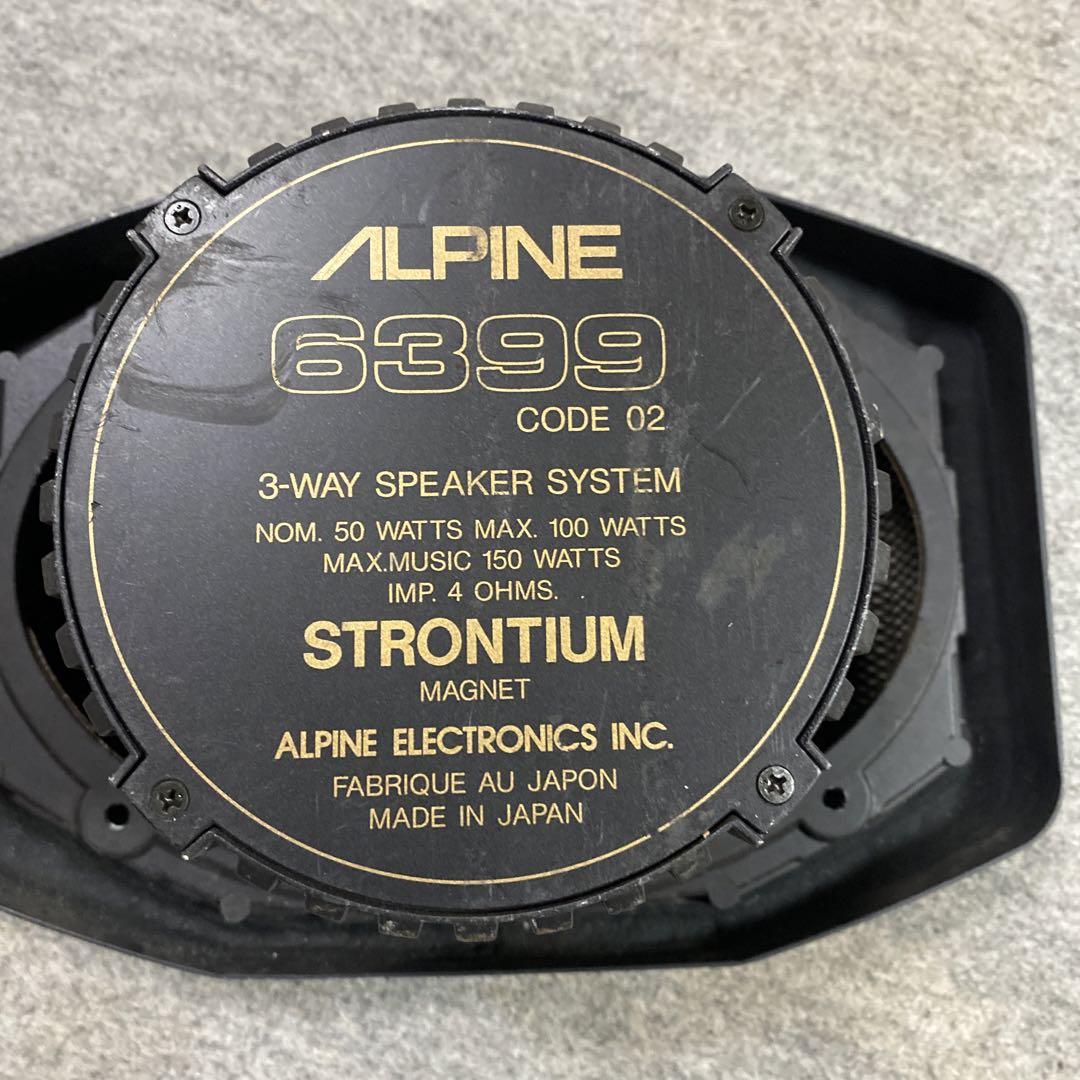 ALPINE
6399
CODE 02
3-WAY SPEAKER SYSTEM
NOM. 50 WATTS MAX. 100 WATTS
MAX.MUSIC 150 WATTS
IMP. 4 OHMS.
STRONTIUM
MAGNET
ALPINE ELECTRONICS INC.
FABRIQUE AU JAPON
MADE IN JAPAN